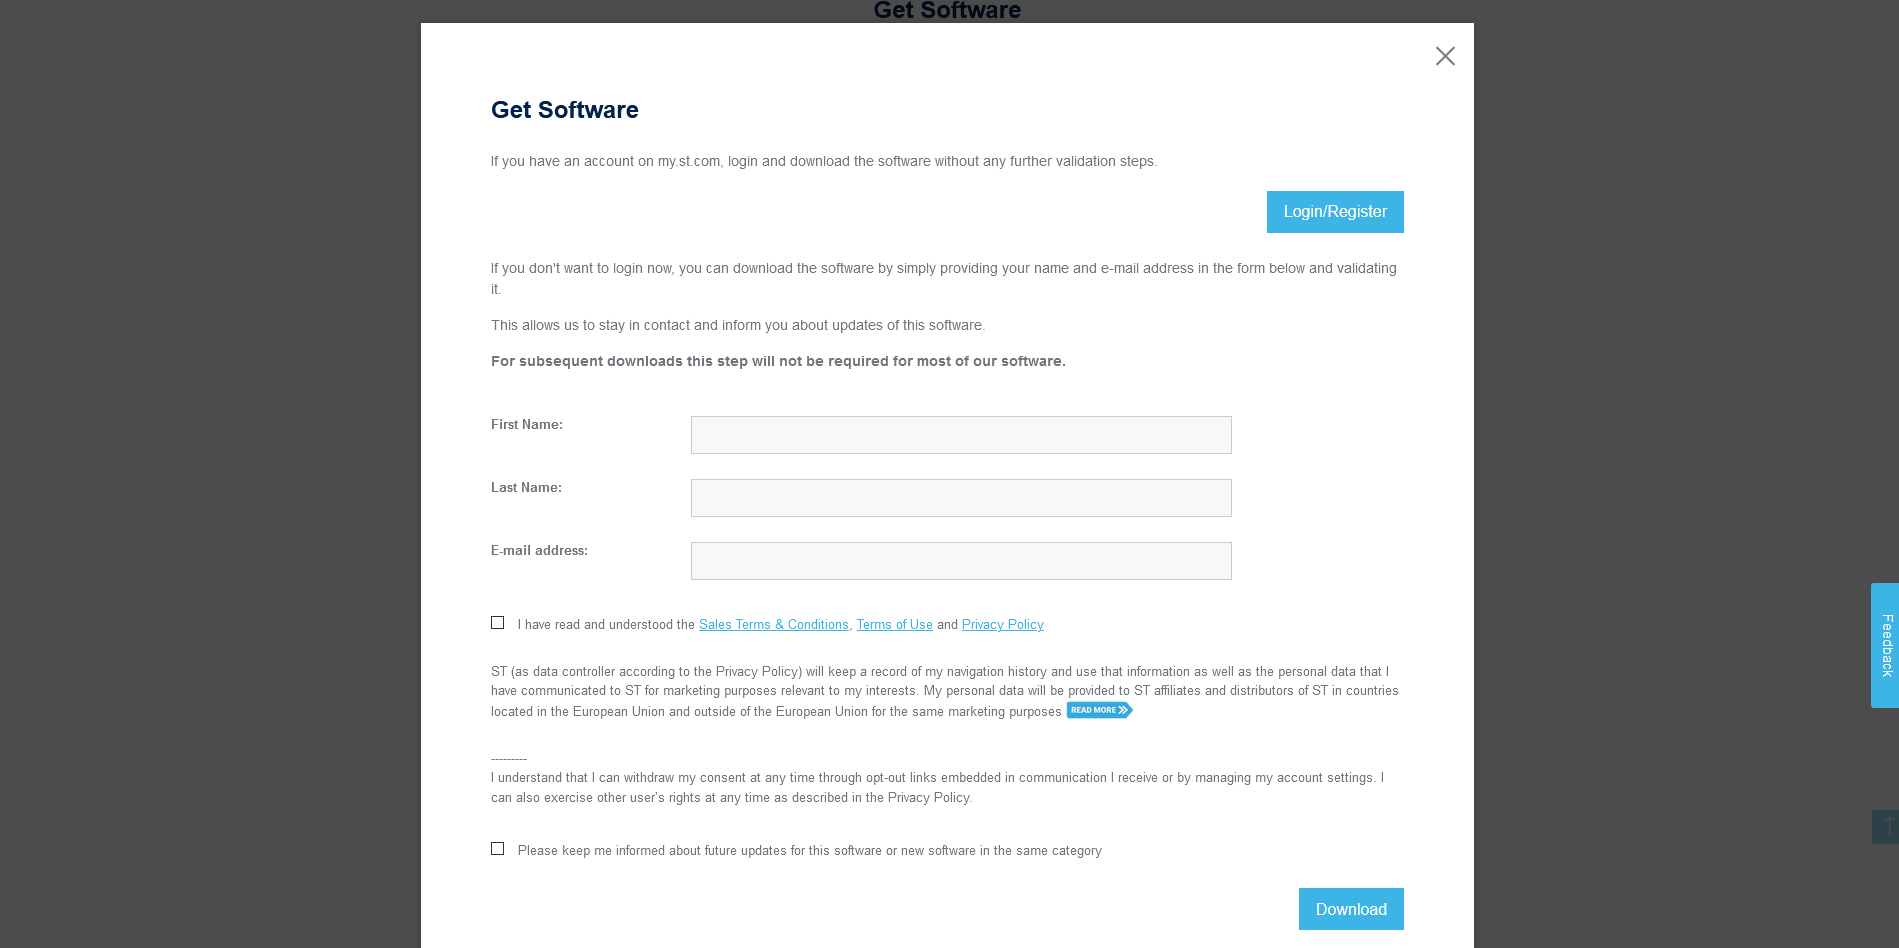 Get Software
Get Software
If you have an account on my.st.com, login and download the software without any further validation steps.
Login/Register
If you don't want to login now, you can download the software by simply providing your name and e-mail address in the form below and validating
it.
This allows us to stay in contact and inform you about updates of this software.
For subsequent downloads this step will not be required for most of our software.
First Name:
Last Name:
E-mail address:
I have read and understood the Sales Terms & Conditions, Terms of Use and Privacy Policy
ST (as data controller according to the Privacy Policy) will keep a record of my navigation history and use that information as well as the personal data that I
have communicated to ST for marketing purposes relevant to my interests. My personal data will be provided to ST affiliates and distributors of ST in countries
located in the European Union and outside of the European Union for the same marketing purposes READ MORE
---------
I understand that I can withdraw my consent at any time through opt-out links embedded in communication I receive or by managing my account settings. I
can also exercise other user’s rights at any time as described in the Privacy Policy.
Please keep me informed about future updates for this software or new software in the same category
Download
Feedback